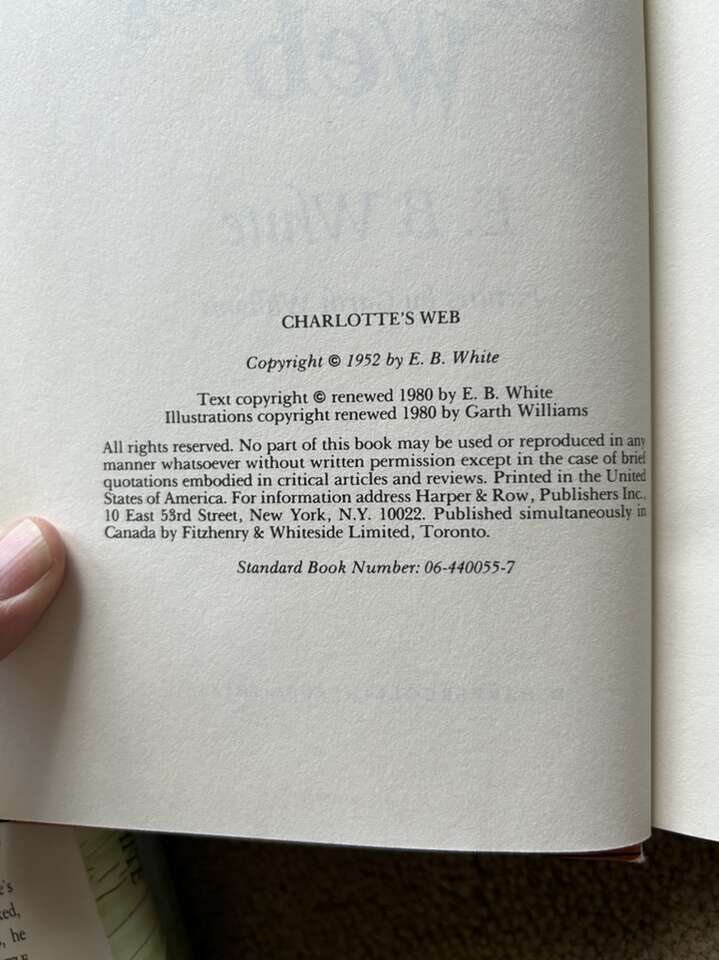 CHARLOTTE'S WEB
Copyright © 1952 by E. B. White
Text copyright © renewed 1980 by E. B. White
Illustrations copyright renewed 1980 by Garth Williams
All rights reserved. No part of this book may be used or reproduced in any
manner whatsoever without written permission except in the case of brief
quotations embodied in critical articles and reviews. Printed in the United
States of America. For information address Harper & Row, Publishers Inc.,
10 East 53rd Street, New York, N.Y. 10022. Published simultaneously in
Canada by Fitzhenry & Whiteside Limited, Toronto.
Standard Book Number: 06-440055-7
he